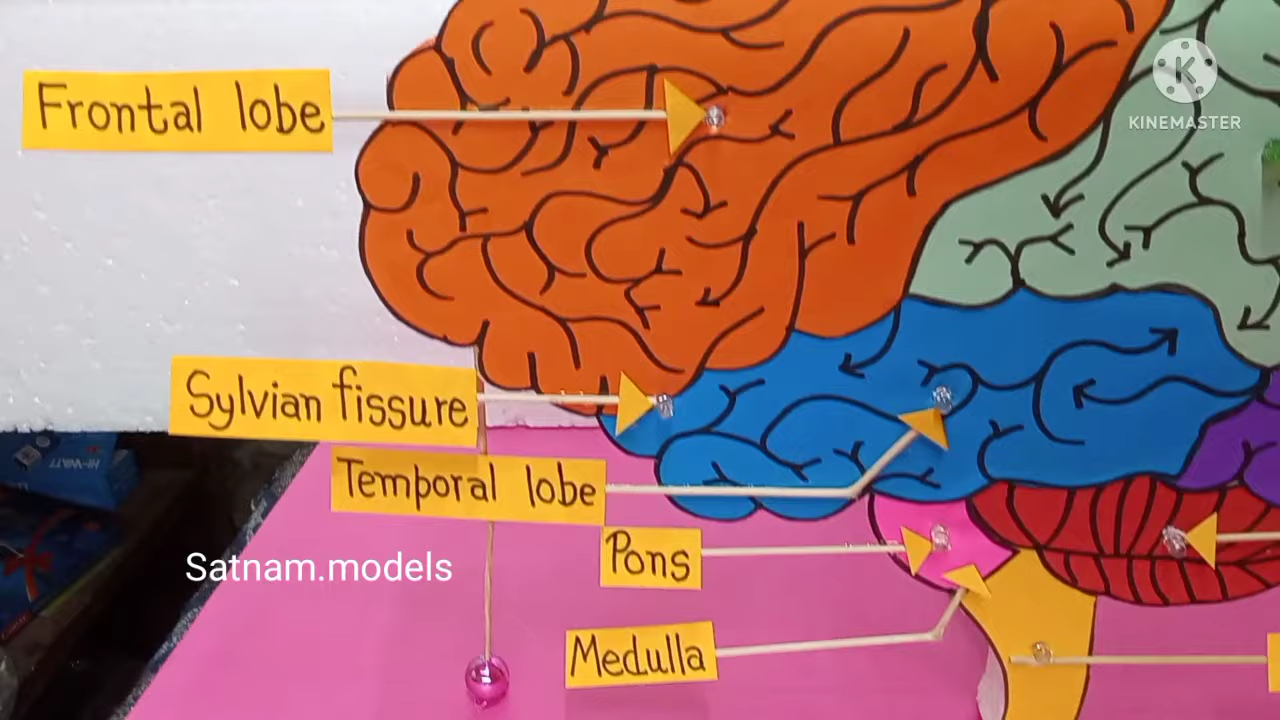 Frontal lobe
KINEMASTER
Sylvian fissure
Temporal lobe
Satnam.models
Pons
Medulla